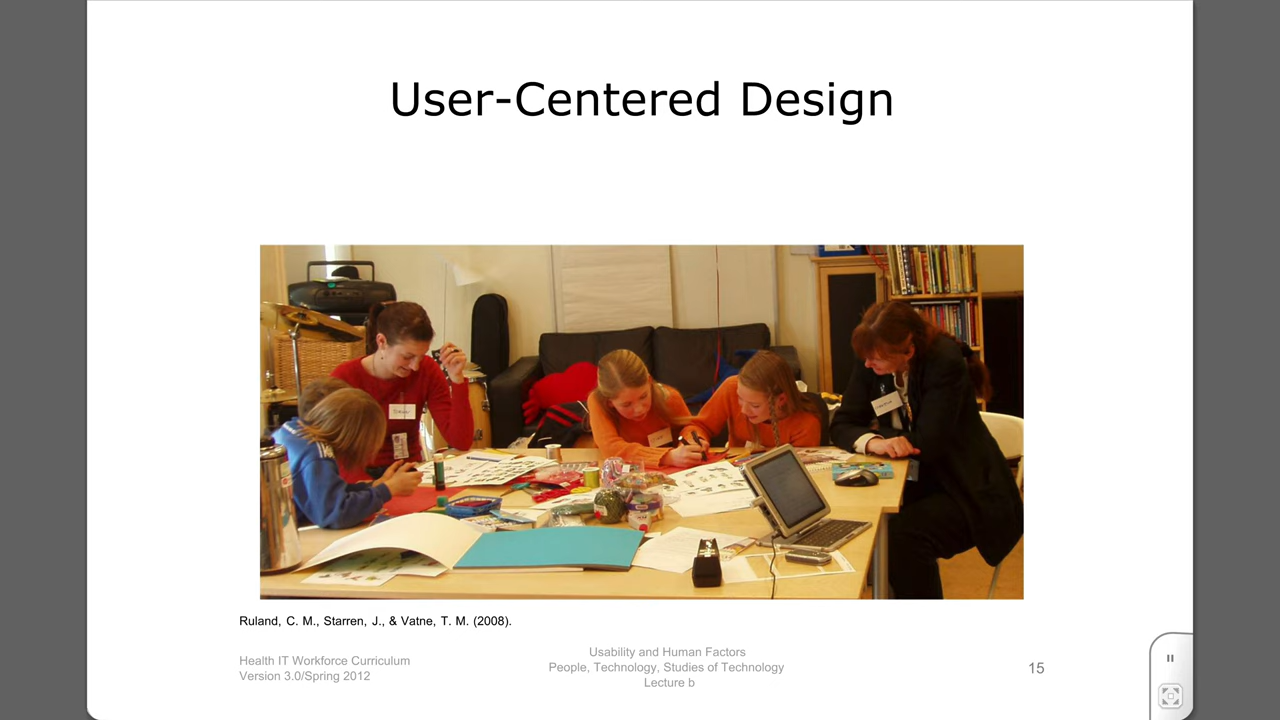 User-Centered Design
Ruland, C. M., Starren, J., & Vatne, T. M. (2008).
Health IT Workforce Curriculum
Version 3.0/Spring 2012
Usability and Human Factors
People, Technology, Studies of Technology
Lecture b
15